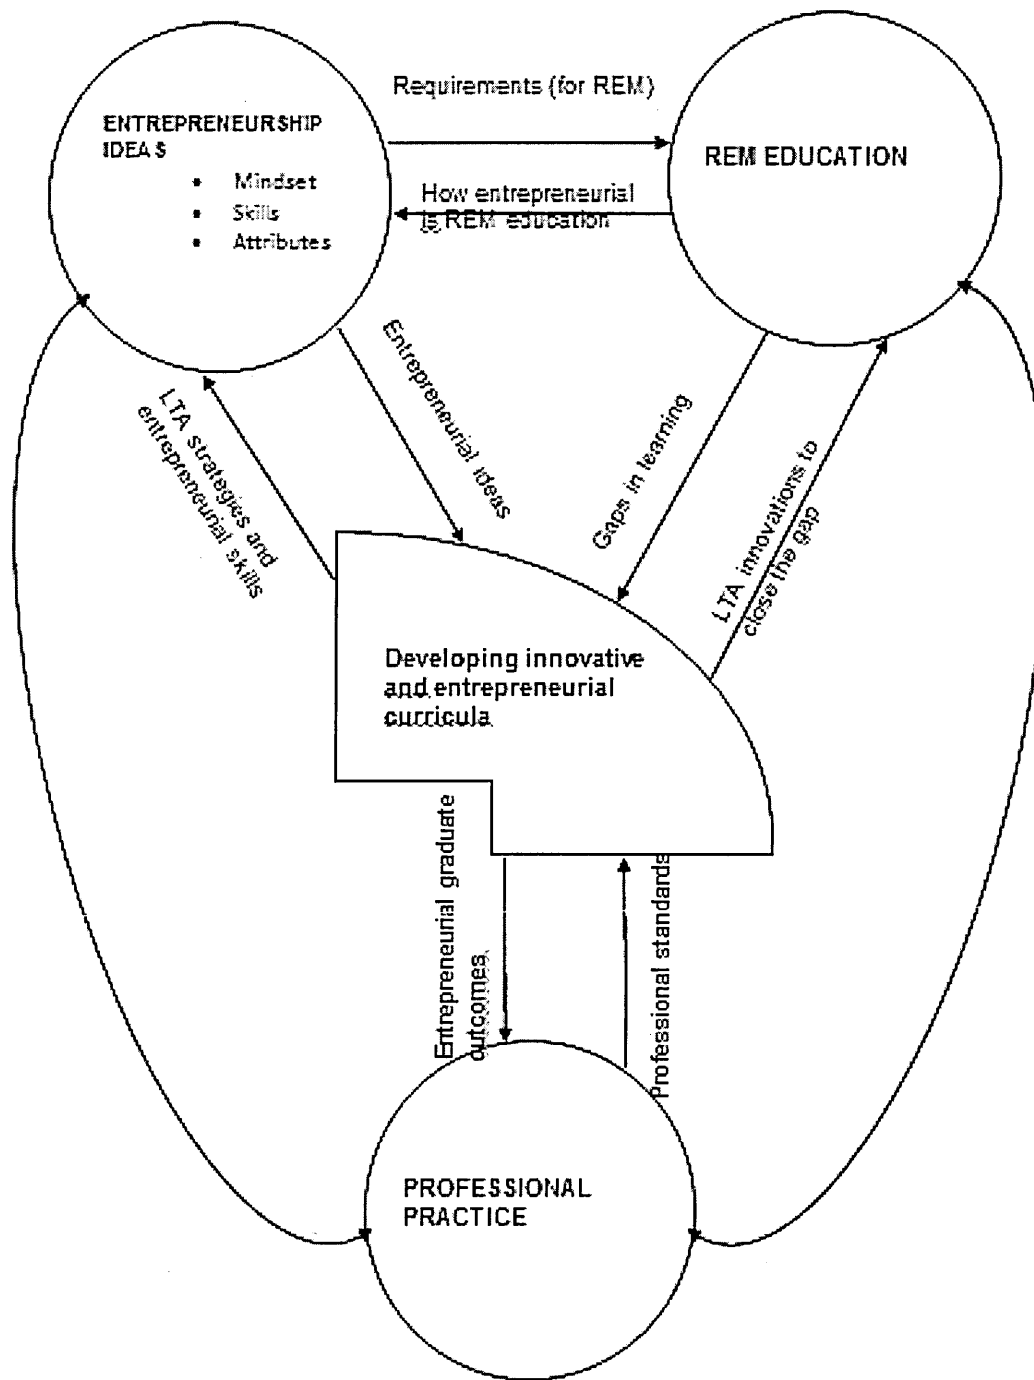 Requirements (for REM)
ENTREPRENEURSHIP
IDEAS
• Mindset
• Skills
• Attributes
REM EDUCATION
How entrepreneurial
is REM education
Entrepreneurial ideas
LTA strategies and
entrepreneurial skills
Gaps in learning
LTA innovations to
close the gap
Developing innovative
and entrepreneurial
curricula
Entrepreneurial graduate
outcomes
Professional standards
PROFESSIONAL
PRACTICE